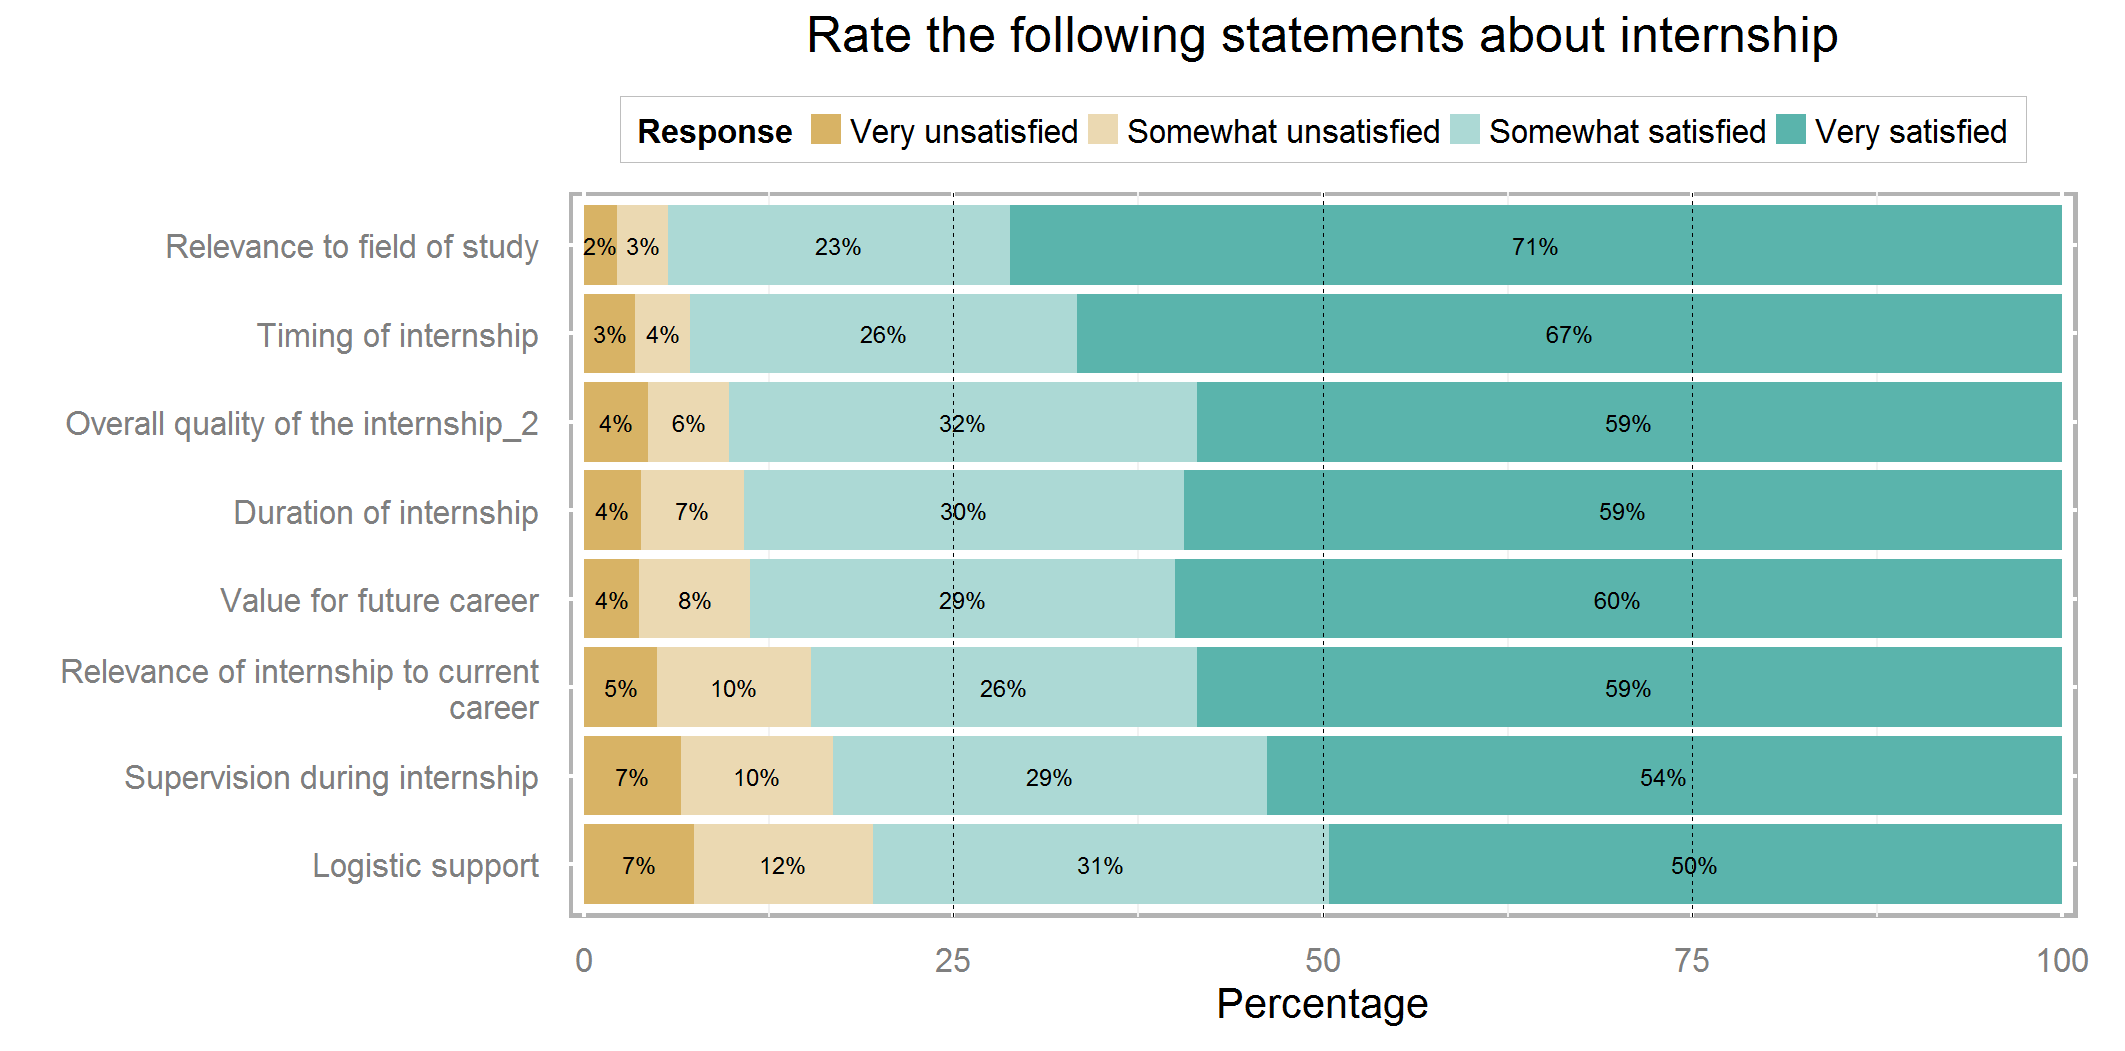 Rate the following statements about internship
Response Very unsatisfied Somewhat unsatisfied Somewhat satisfied Very satisfied
Relevance to field of study 2% 3% 23% 71%
Timing of internship 3% 4% 26% 67%
Overall quality of the internship_2 4% 6% 32% 59%
Duration of internship 4% 7% 30% 59%
Value for future career 4% 8% 29% 60%
Relevance of internship to current
career 5% 10% 26% 59%
Supervision during internship 7% 10% 29% 54%
Logistic support 7% 12% 31% 50%
0 25 50 75 100
Percentage